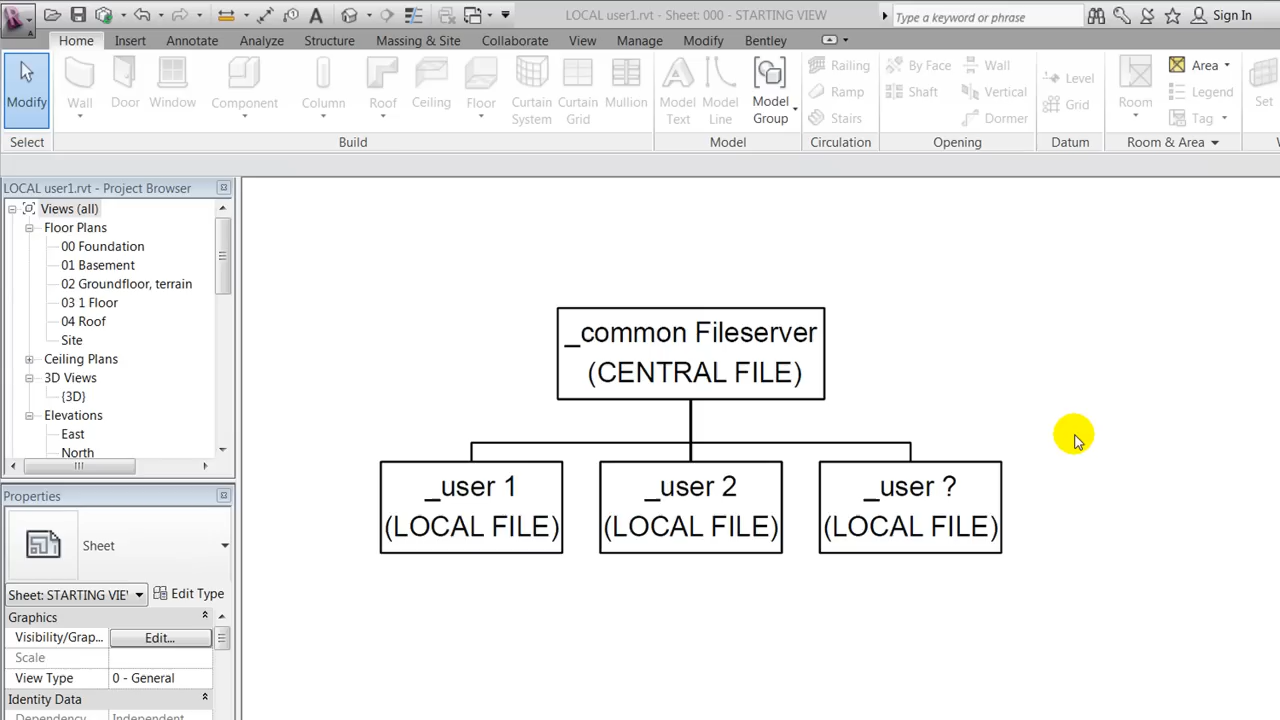 LOCAL user1.rvt - Sheet: 000 - STARTING VIEW
Type a keyword or phrase
Sign In
Home Insert Annotate Analyze Structure Massing & Site Collaborate View Manage Modify Bentley
Modify
Wall
Door
Window
Component
Column
Roof
Ceiling
Floor
Curtain System
Curtain Grid
Mullion
Model Text
Model Line
Model Group
Railing
Ramp
Stairs
By Face
Shaft
Wall
Vertical
Dormer
Level
Grid
Room
Area
Legend
Tag
Set
Select Build Model Circulation Opening Datum Room & Area
LOCAL user1.rvt - Project Browser
Views (all)
Floor Plans
00 Foundation
01 Basement
02 Groundfloor, terrain
03 1 Floor
04 Roof
Site
Ceiling Plans
3D Views
{3D}
Elevations
East
North
Properties
Sheet
Sheet: STARTING VIE
Edit Type
Graphics
Visibility/Grap... Edit...
Scale
View Type 0 - General
Identity Data
Dependency Independent
_common Fileserver
(CENTRAL FILE)
_user 1
(LOCAL FILE)
_user 2
(LOCAL FILE)
_user ?
(LOCAL FILE)